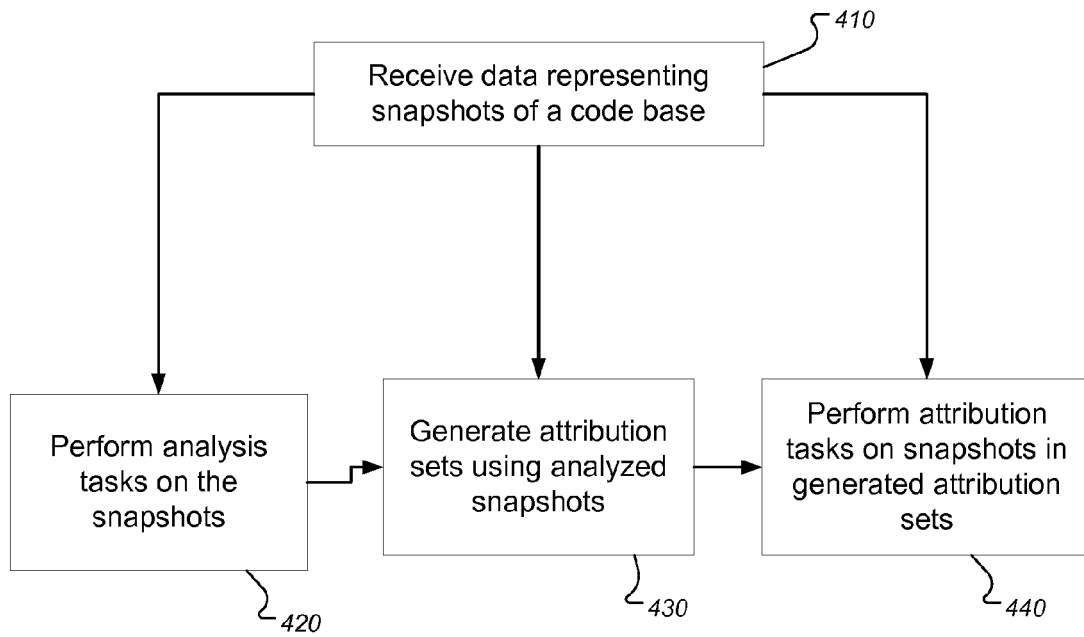 410
Receive data representing
snapshots of a code base
Perform analysis
tasks on the
snapshots
420
Generate attribution
sets using analyzed
snapshots
430
Perform attribution
tasks on snapshots in
generated attribution
sets
440